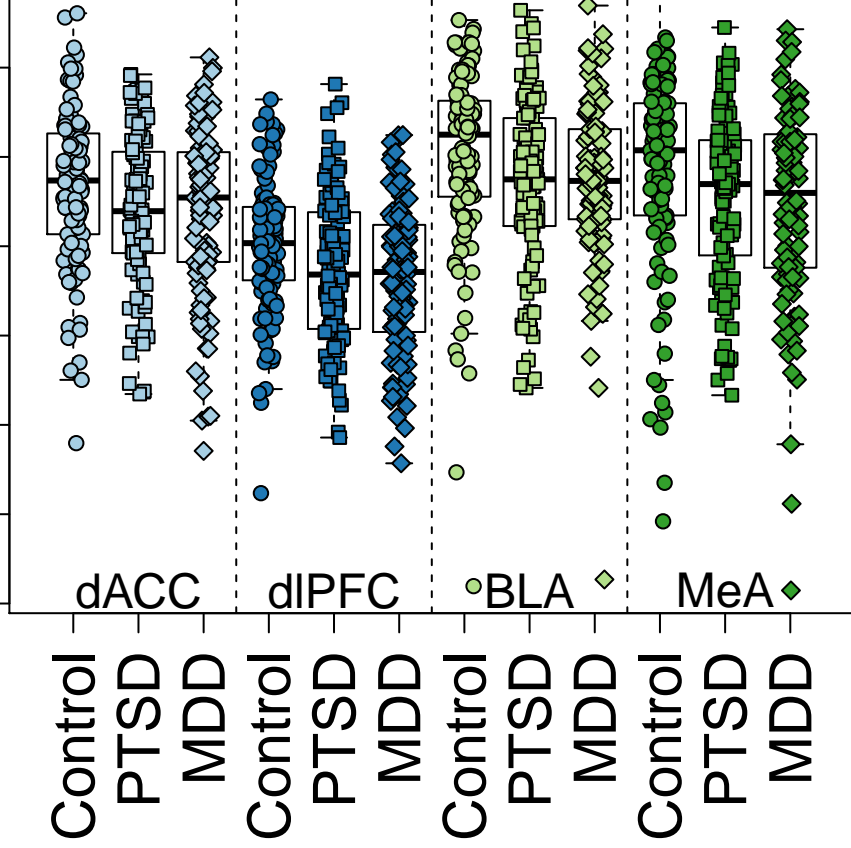 dACC
dlPFC
BLA
MeA
Control
PTSD
MDD
Control
PTSD
MDD
Control
PTSD
MDD
Control
PTSD
MDD